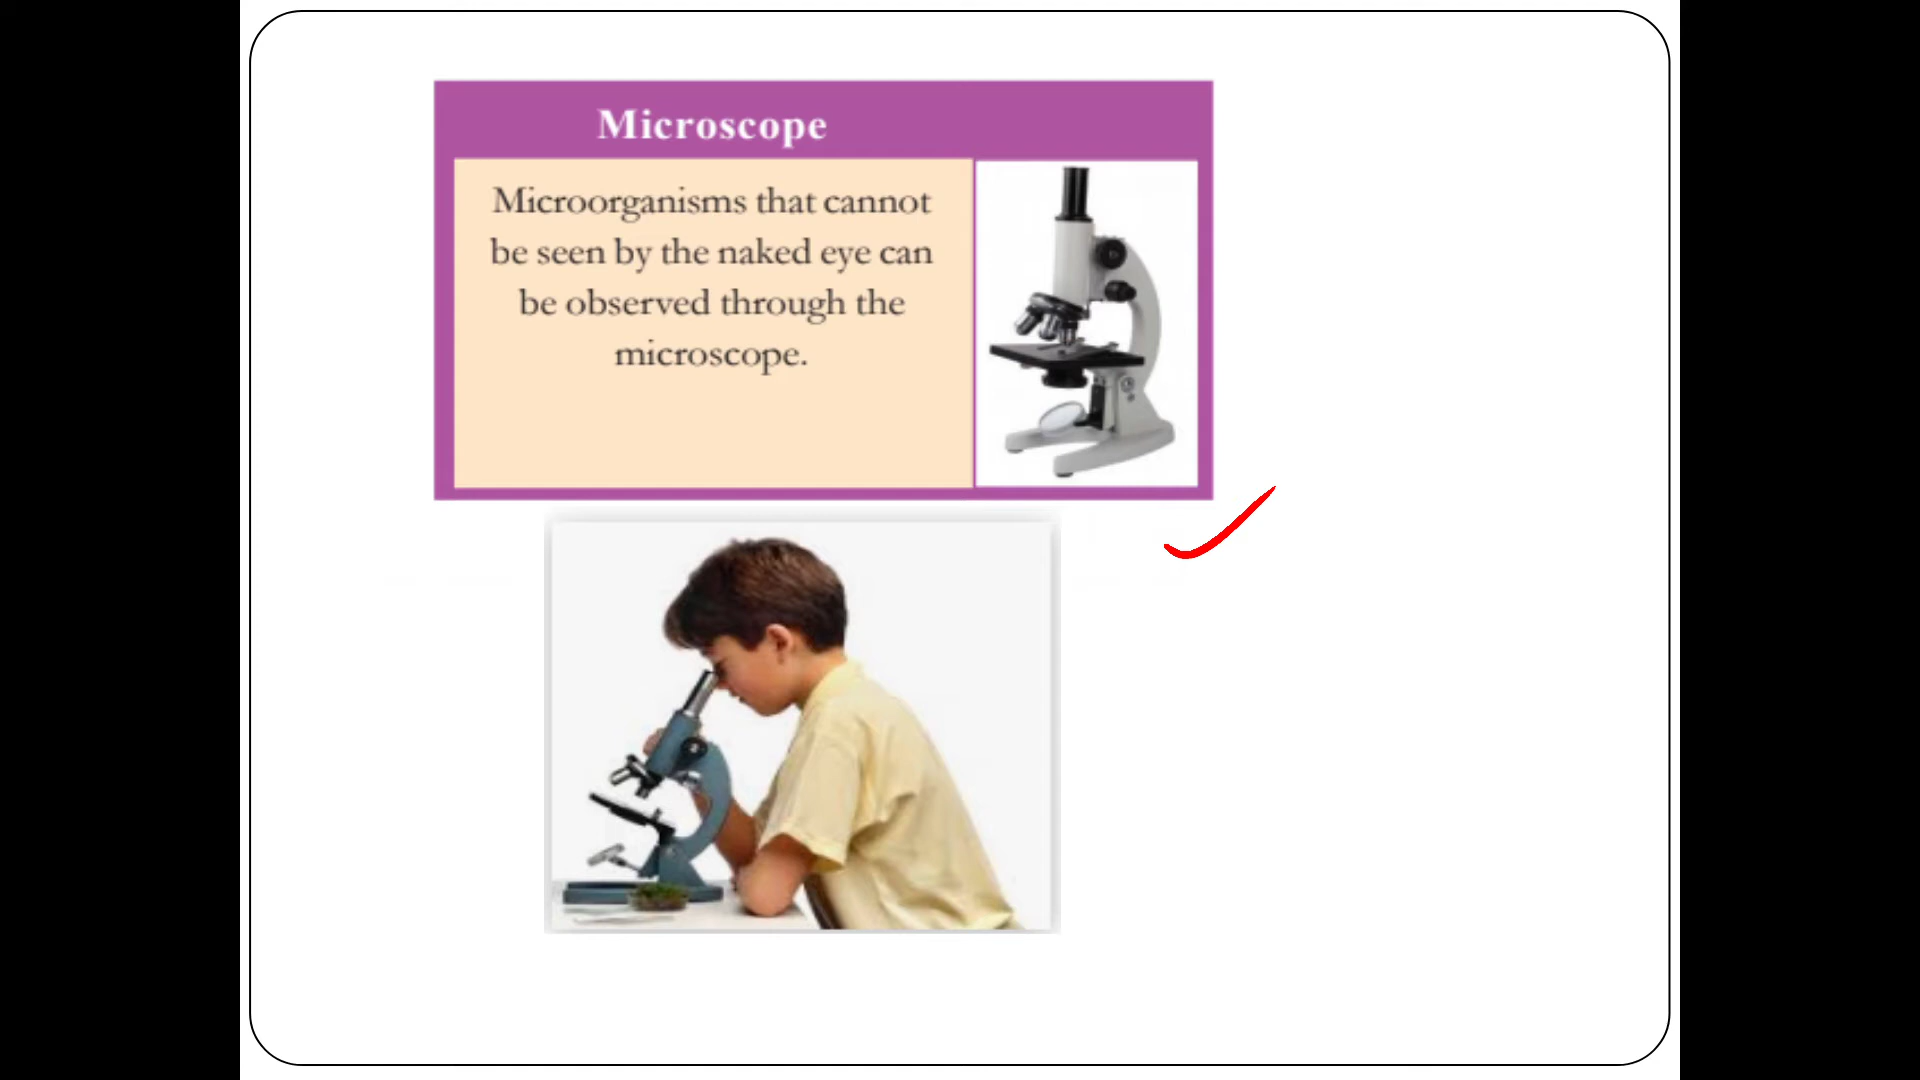 Microscope
Microorganisms that cannot
be seen by the naked eye can
be observed through the
microscope.